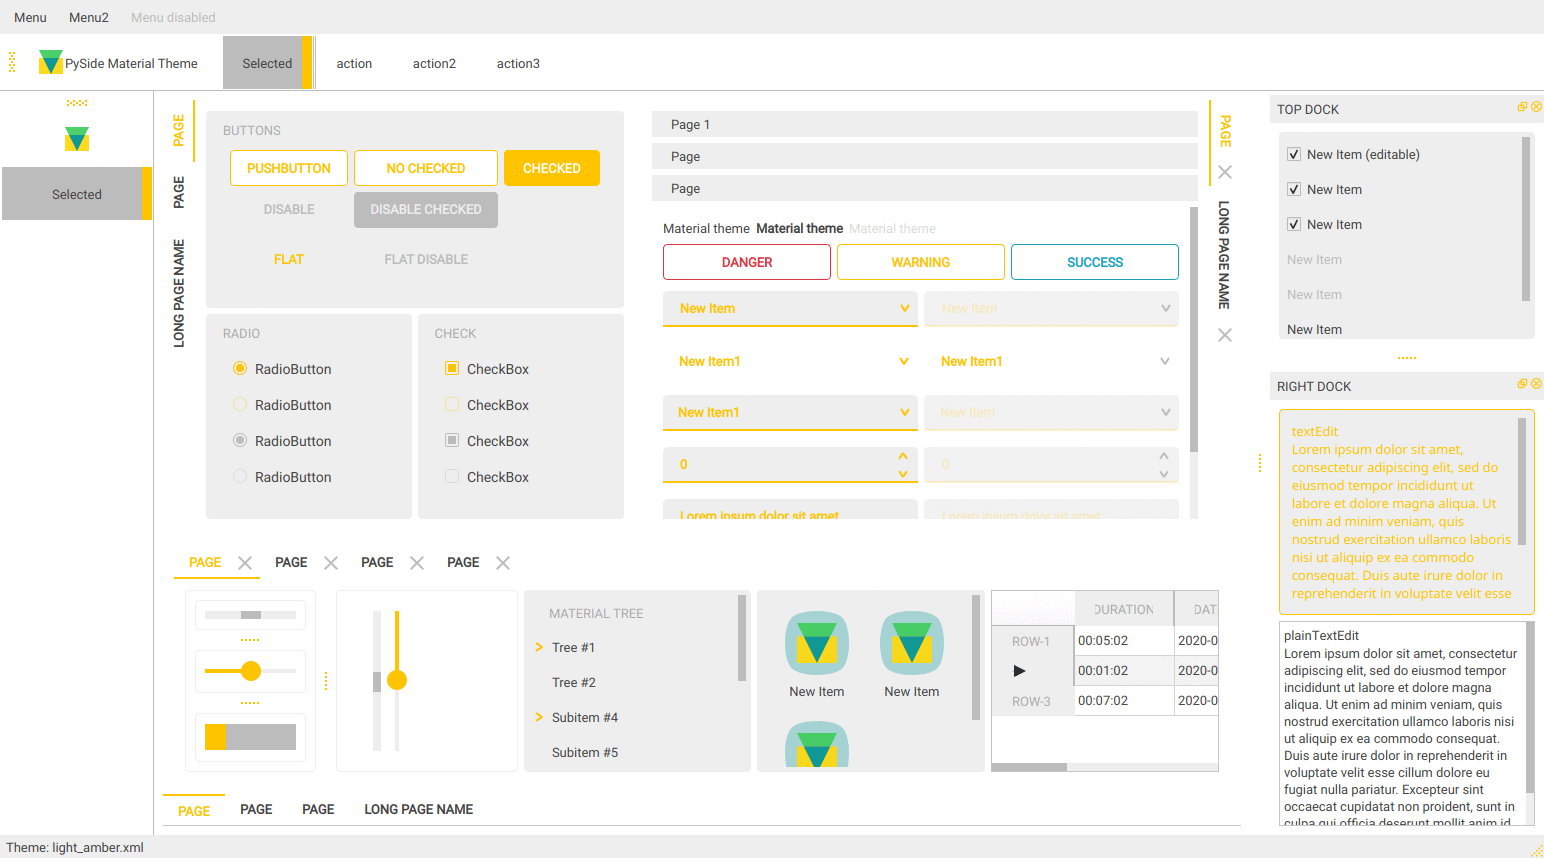 Menu Menu2 Menu disabled
PySide Material Theme Selected action action2 action3
Selected
PAGE
PAGE
LONG PAGE NAME
BUTTONS
PUSHBUTTON NO CHECKED CHECKED
DISABLE DISABLE CHECKED
FLAT FLAT DISABLE
RADIO
RadioButton
RadioButton
RadioButton
RadioButton
CHECK
CheckBox
CheckBox
CheckBox
CheckBox
Page 1
Page
Page
Material theme Material theme Material theme
DANGER WARNING SUCCESS
New Item New Item
New Item1 New Item1
New Item1 New Item
0 0
Lorem ipsum dolor sit amet Lorem ipsum dolor sit amet
PAGE
LONG PAGE NAME
PAGE PAGE PAGE PAGE
MATERIAL TREE
Tree #1
Tree #2
Subitem #4
Subitem #5
New Item New Item
DURATION DAT
ROW-1 00:05:02 2020-0
00:01:02 2020-0
ROW-3 00:07:02 2020-0
PAGE PAGE PAGE LONG PAGE NAME
TOP DOCK
New Item (editable)
New Item
New Item
New Item
New Item
New Item
RIGHT DOCK
textEdit
Lorem ipsum dolor sit amet,
consectetur adipiscing elit, sed do
eiusmod tempor incididunt ut
labore et dolore magna aliqua. Ut
enim ad minim veniam, quis
nostrud exercitation ullamco laboris
nisi ut aliquip ex ea commodo
consequat. Duis aute irure dolor in
reprehenderit in voluptate velit esse
plainTextEdit
Lorem ipsum dolor sit amet, consectetur
adipiscing elit, sed do eiusmod tempor
incididunt ut labore et dolore magna
aliqua. Ut enim ad minim veniam, quis
nostrud exercitation ullamco laboris nisi
ut aliquip ex ea commodo consequat.
Duis aute irure dolor in reprehenderit in
voluptate velit esse cillum dolore eu
fugiat nulla pariatur. Excepteur sint
occaecat cupidatat non proident, sunt in
culpa qui officia deserunt mollit anim id
Theme: light_amber.xml